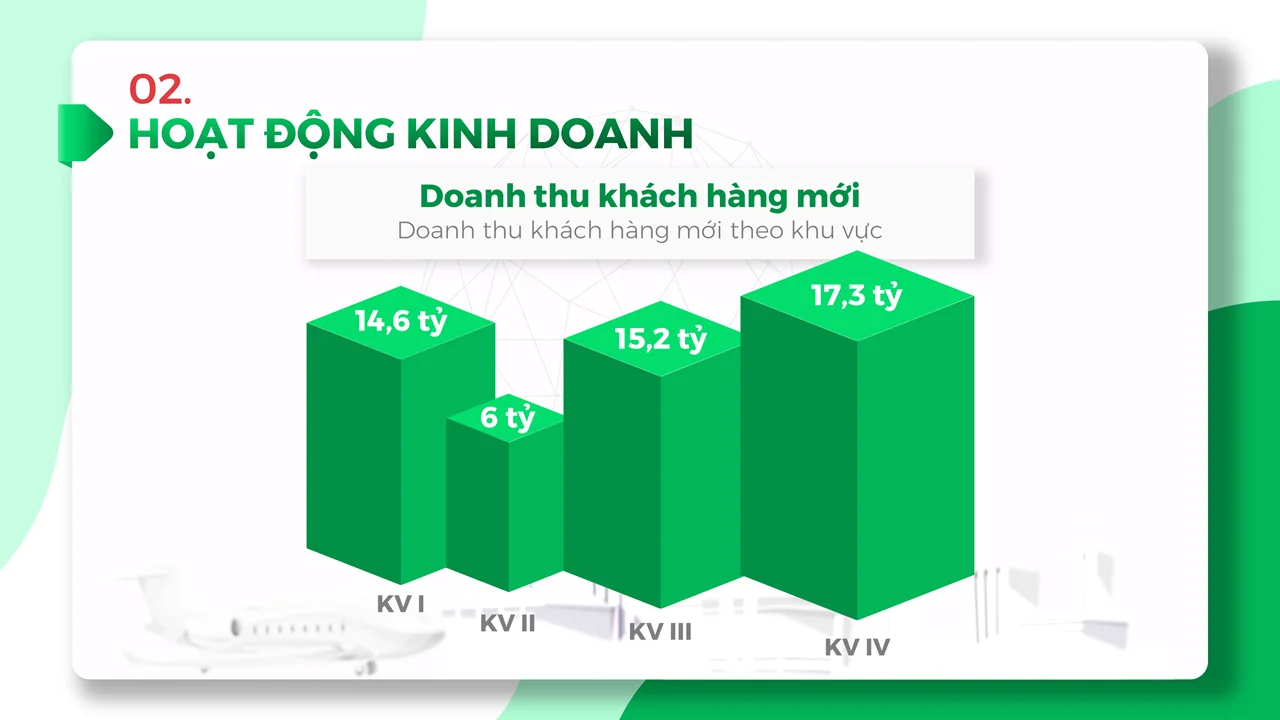 02.
HOẠT ĐỘNG KINH DOANH
Doanh thu khách hàng mới
Doanh thu khách hàng mới theo khu vực
14,6 tỷ
6 tỷ
15,2 tỷ
17,3 tỷ
KV I
KV II
KV III
KV IV